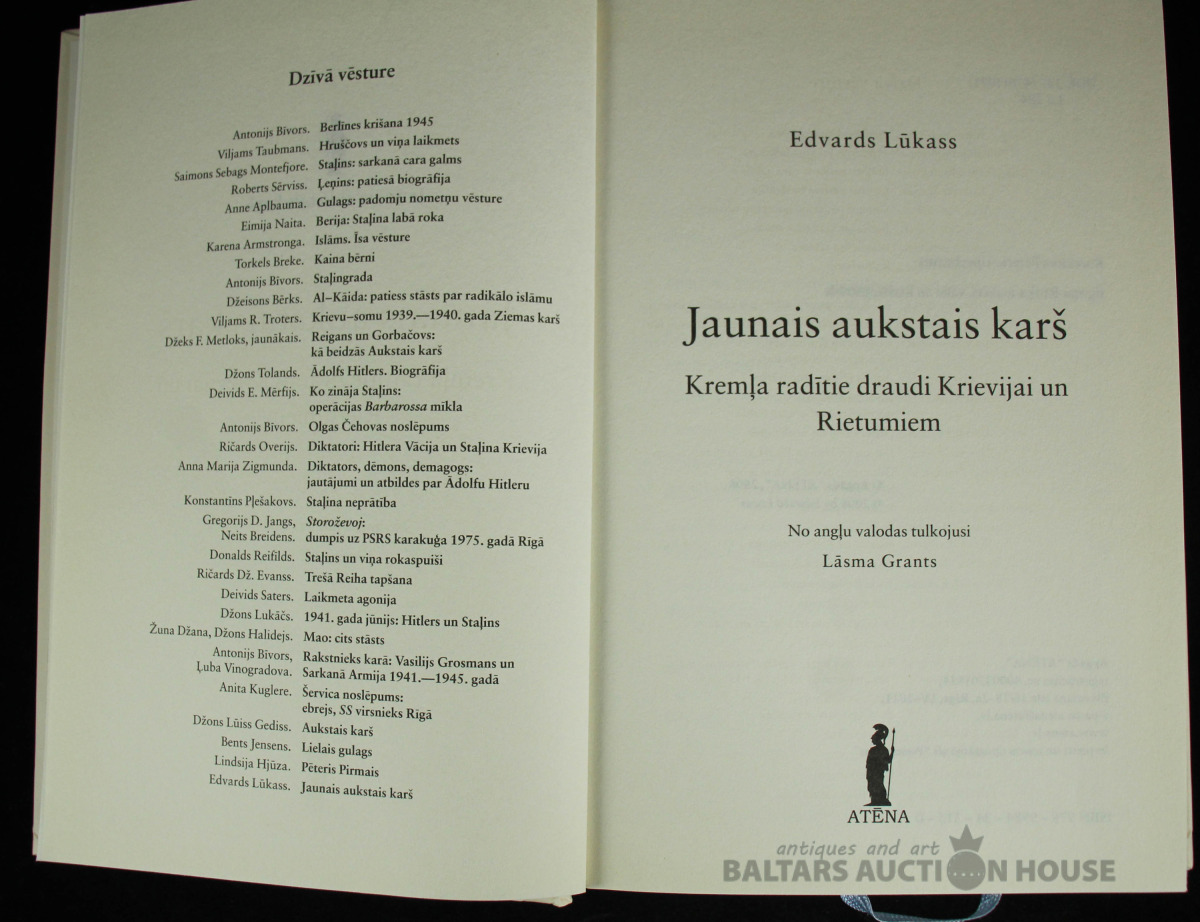 Dzīvā vēsture
Antonijs Bīvors. Berlīnes krišana 1945
Viljams Taubmans. Hruščovs un viņa laikmets
Saimons Sebags Montefjore. Staļins: sarkanā cara galms
Roberts Sērviss. Ļeņins: patiesā biogrāfija
Anne Aplbauma. Gulags: padomju nometņu vēsture
Eimija Naita. Berija: Staļina labā roka
Karena Armstronga. Islāms. Īsa vēsture
Torkels Breke. Kaina bērni
Antonijs Bīvors. Staļingrada
Džeisons Bērks. Al–Kāida: patiess stāsts par radikālo islāmu
Viljams R. Troters. Krievu–somu 1939.—1940. gada Ziemas karš
Džeks F. Metloks, jaunākais. Reigans un Gorbačovs:
kā beidzās Aukstais karš
Džons Tolands. Ādolfs Hitlers. Biogrāfija
Deivids E. Mērfijs. Ko zināja Staļins:
operācijas Barbarossa mīkla
Antonijs Bīvors. Olgas Čehovas noslēpums
Ričards Overijs. Diktatori: Hitlera Vācija un Staļina Krievija
Anna Marija Zigmunda. Diktators, dēmons, demagogs:
jautājumi un atbildes par Ādolfu Hitleru
Konstantīns Pļešakovs. Staļina neprātība
Gregorijs D. Jangs, Storoževoj:
Neits Breidens. dumpis uz PSRS karakuģa 1975. gadā Rīgā
Donalds Reifīlds. Staļins un viņa rokaspuiši
Ričards Dž. Evanss. Trešā Reiha tapšana
Deivids Saters. Laikmeta agonija
Džons Lukāčs. 1941. gada jūnijs: Hitlers un Staļins
Žuna Džana, Džons Halidejs. Mao: cits stāsts
Antonijs Bīvors, Rakstnieks karā: Vasilijs Grosmans un
Ļuba Vinogradova. Sarkanā Armija 1941.—1945. gadā
Anita Kuglere. Šervica noslēpums:
ebrejs, SS virsnieks Rīgā
Džons Lūiss Gediss. Aukstais karš
Bents Jensens. Lielais gulags
Lindsija Hjūza. Pēteris Pirmais
Edvards Lūkass. Jaunais aukstais karš
Edvards Lūkass
Jaunais aukstais karš
Kremļa radītie draudi Krievijai un
Rietumiem
No angļu valodas tulkojusi
Lāsma Grants
ATĒNA
antiques and art
BALTARS AUCTION HOUSE